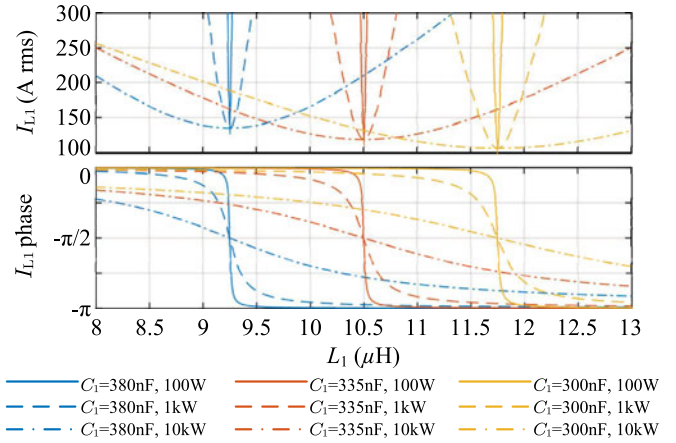 300
250
200
150
100
I_L1 (A rms)
0
-π/2
-π
I_L1 phase
8 8.5 9 9.5 10 10.5 11 11.5 12 12.5 13
L_1 (μH)
C_1=380nF, 100W C_1=335nF, 100W C_1=300nF, 100W
C_1=380nF, 1kW C_1=335nF, 1kW C_1=300nF, 1kW
C_1=380nF, 10kW C_1=335nF, 10kW C_1=300nF, 10kW